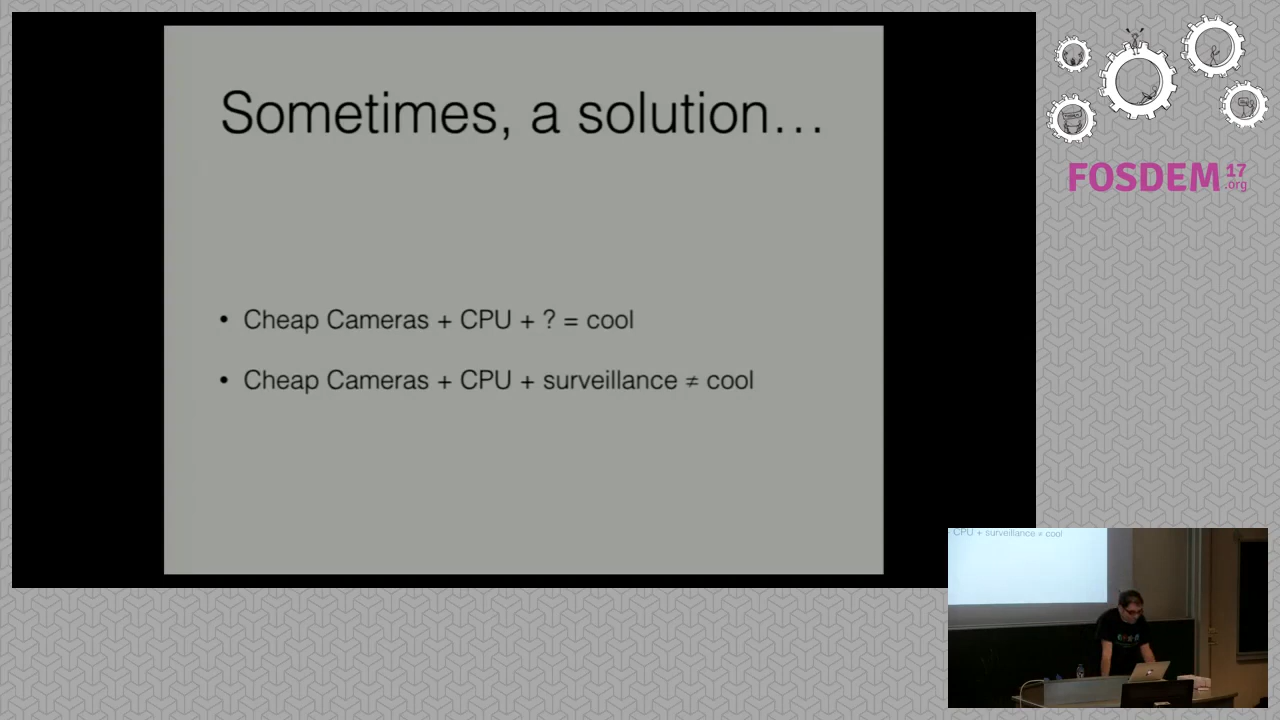 Sometimes, a solution…
• Cheap Cameras + CPU + ? = cool
• Cheap Cameras + CPU + surveillance ≠ cool
FOSDEM 17
.org
CPU + surveillance ≠ cool